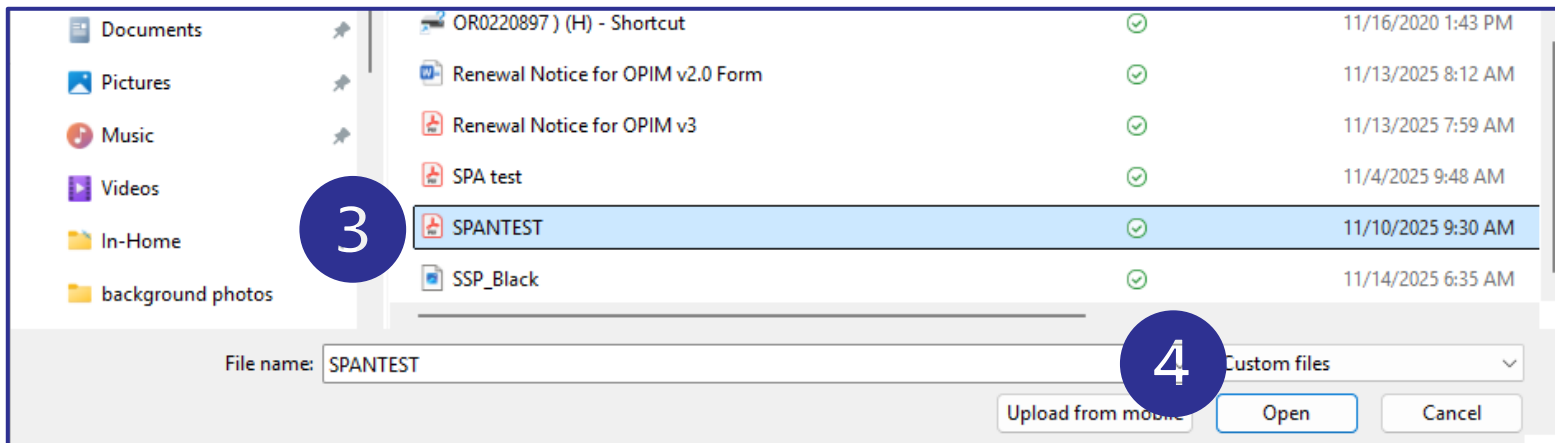 Documents
OR0220897 ) (H) - Shortcut 11/16/2020 1:43 PM
Pictures
Renewal Notice for OPIM v2.0 Form 11/13/2025 8:12 AM
Music
Renewal Notice for OPIM v3 11/13/2025 7:59 AM
Videos
SPA test 11/4/2025 9:48 AM
In-Home
3
SPANTEST 11/10/2025 9:30 AM
background photos
SSP_Black 11/14/2025 6:35 AM
File name: SPANTEST
4
Custom files
Upload from mobile Open Cancel